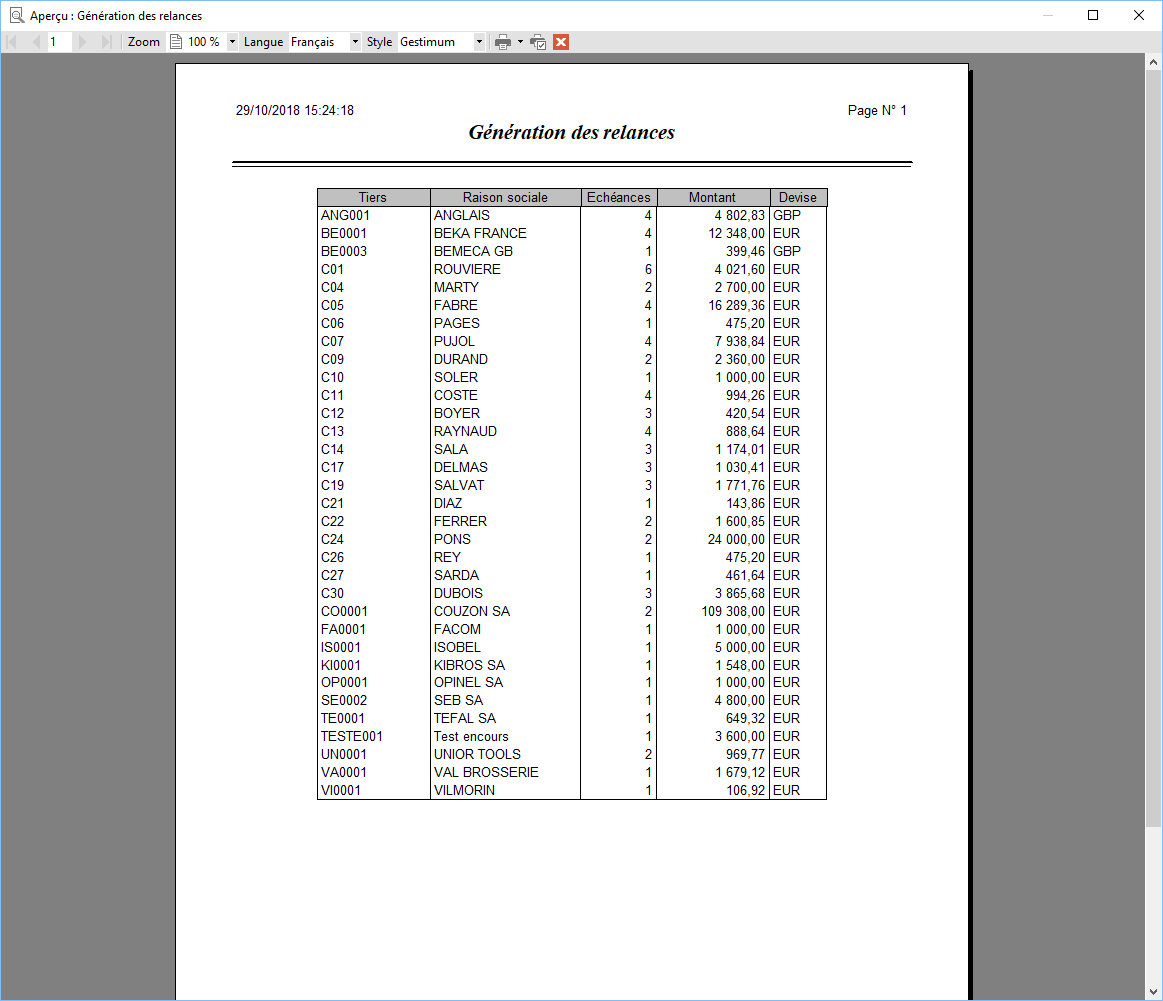 Aperçu : Génération des relances
1 Zoom 100 % Langue Français Style Gestimum
29/10/2018 15:24:18 Page N° 1
Génération des relances
Tiers Raison sociale Echéances Montant Devise
ANG001 ANGLAIS 4 4 802,83 GBP
BE0001 BEKA FRANCE 4 12 348,00 EUR
BE0003 BEMECA GB 1 399,46 GBP
C01 ROUVIERE 6 4 021,60 EUR
C04 MARTY 2 2 700,00 EUR
C05 FABRE 4 16 289,36 EUR
C06 PAGES 1 475,20 EUR
C07 PUJOL 4 7 938,84 EUR
C09 DURAND 2 2 360,00 EUR
C10 SOLER 1 1 000,00 EUR
C11 COSTE 4 994,26 EUR
C12 BOYER 3 420,54 EUR
C13 RAYNAUD 4 888,64 EUR
C14 SALA 3 1 174,01 EUR
C17 DELMAS 3 1 030,41 EUR
C19 SALVAT 3 1 771,76 EUR
C21 DIAZ 1 143,86 EUR
C22 FERRER 2 1 600,85 EUR
C24 PONS 2 24 000,00 EUR
C26 REY 1 475,20 EUR
C27 SARDA 1 461,64 EUR
C30 DUBOIS 3 3 865,68 EUR
CO0001 COUZON SA 2 109 308,00 EUR
FA0001 FACOM 1 1 000,00 EUR
IS0001 ISOBEL 1 5 000,00 EUR
KI0001 KIBROS SA 1 1 548,00 EUR
OP0001 OPINEL SA 1 1 000,00 EUR
SE0002 SEB SA 1 4 800,00 EUR
TE0001 TEFAL SA 1 649,32 EUR
TESTE001 Test encours 1 3 600,00 EUR
UN0001 UNIOR TOOLS 2 969,77 EUR
VA0001 VAL BROSSERIE 1 1 679,12 EUR
VI0001 VILMORIN 1 106,92 EUR